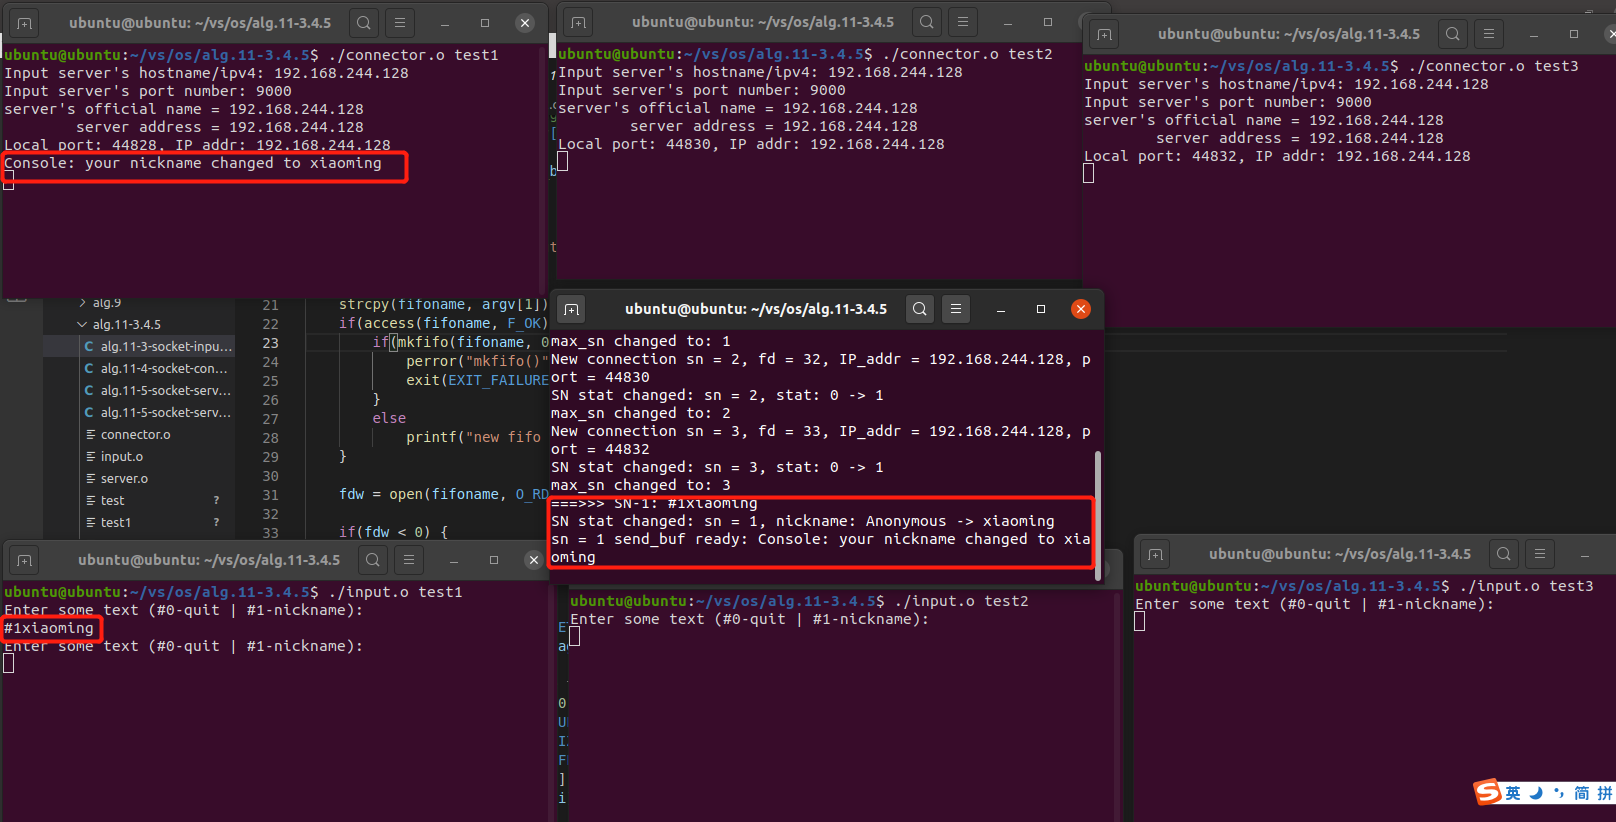 ubuntu@ubuntu: ~/vs/os/alg.11-3.4.5
ubuntu@ubuntu:~/vs/os/alg.11-3.4.5$ ./connector.o test1
Input server's hostname/ipv4: 192.168.244.128
Input server's port number: 9000
server's official name = 192.168.244.128
server address = 192.168.244.128
Local port: 44828, IP addr: 192.168.244.128
Console: your nickname changed to xiaoming
ubuntu@ubuntu: ~/vs/os/alg.11-3.4.5
ubuntu@ubuntu:~/vs/os/alg.11-3.4.5$ ./connector.o test2
Input server's hostname/ipv4: 192.168.244.128
Input server's port number: 9000
server's official name = 192.168.244.128
server address = 192.168.244.128
Local port: 44830, IP addr: 192.168.244.128
ubuntu@ubuntu: ~/vs/os/alg.11-3.4.5
ubuntu@ubuntu:~/vs/os/alg.11-3.4.5$ ./connector.o test3
Input server's hostname/ipv4: 192.168.244.128
Input server's port number: 9000
server's official name = 192.168.244.128
server address = 192.168.244.128
Local port: 44832, IP addr: 192.168.244.128
alg.9
alg.11-3.4.5
C alg.11-3-socket-inpu...
C alg.11-4-socket-con...
C alg.11-5-socket-serv...
C alg.11-5-socket-serv...
connector.o
input.o
server.o
test ?
test1 ?
21 strcpy(fifoname, argv[1])
22 if(access(fifoname, F_OK)
23 if(mkfifo(fifoname, 0
24 perror("mkfifo()"
25 exit(EXIT_FAILURE
26 }
27 else
28 printf("new fifo
29 }
30
31 fdw = open(fifoname, O_RD
32
33 if(fdw < 0) {
ubuntu@ubuntu: ~/vs/os/alg.11-3.4.5
max_sn changed to: 1
New connection sn = 2, fd = 32, IP_addr = 192.168.244.128, p
ort = 44830
SN stat changed: sn = 2, stat: 0 -> 1
max_sn changed to: 2
New connection sn = 3, fd = 33, IP_addr = 192.168.244.128, p
ort = 44832
SN stat changed: sn = 3, stat: 0 -> 1
max_sn changed to: 3
===>>> SN-1: #1xiaoming
SN stat changed: sn = 1, nickname: Anonymous -> xiaoming
sn = 1 send_buf ready: Console: your nickname changed to xia
oming
ubuntu@ubuntu: ~/vs/os/alg.11-3.4.5
ubuntu@ubuntu:~/vs/os/alg.11-3.4.5$ ./input.o test1
Enter some text (#0-quit | #1-nickname):
#1xiaoming
Enter some text (#0-quit | #1-nickname):
ubuntu@ubuntu:~/vs/os/alg.11-3.4.5$ ./input.o test2
Enter some text (#0-quit | #1-nickname):
ubuntu@ubuntu: ~/vs/os/alg.11-3.4.5
ubuntu@ubuntu:~/vs/os/alg.11-3.4.5$ ./input.o test3
Enter some text (#0-quit | #1-nickname):
S 英 简 拼